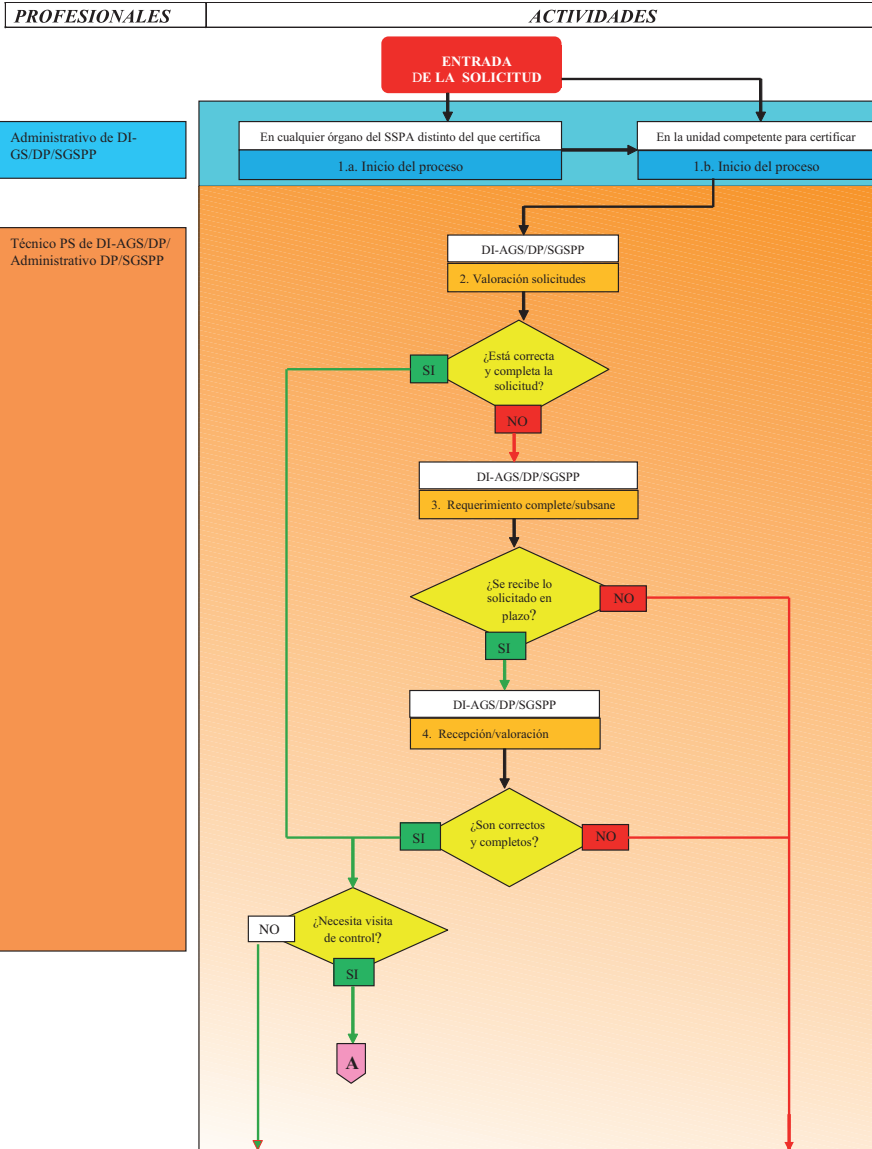 PROFESIONALES
ACTIVIDADES
ENTRADA
DE LA SOLICITUD
Administrativo de DI-
GS/DP/SGSPP
En cualquier órgano del SSPA distinto del que certifica
1.a. Inicio del proceso
En la unidad competente para certificar
1.b. Inicio del proceso
Técnico PS de DI-AGS/DP/
Administrativo DP/SGSPP
DI-AGS/DP/SGSPP
2. Valoración solicitudes
¿Está correcta
y completa la
solicitud?
SI
NO
DI-AGS/DP/SGSPP
3. Requerimiento complete/subsane
¿Se recibe lo
solicitado en
plazo?
NO
SI
DI-AGS/DP/SGSPP
4. Recepción/valoración
¿Son correctos
y completos?
SI
NO
¿Necesita visita
de control?
NO
SI
A